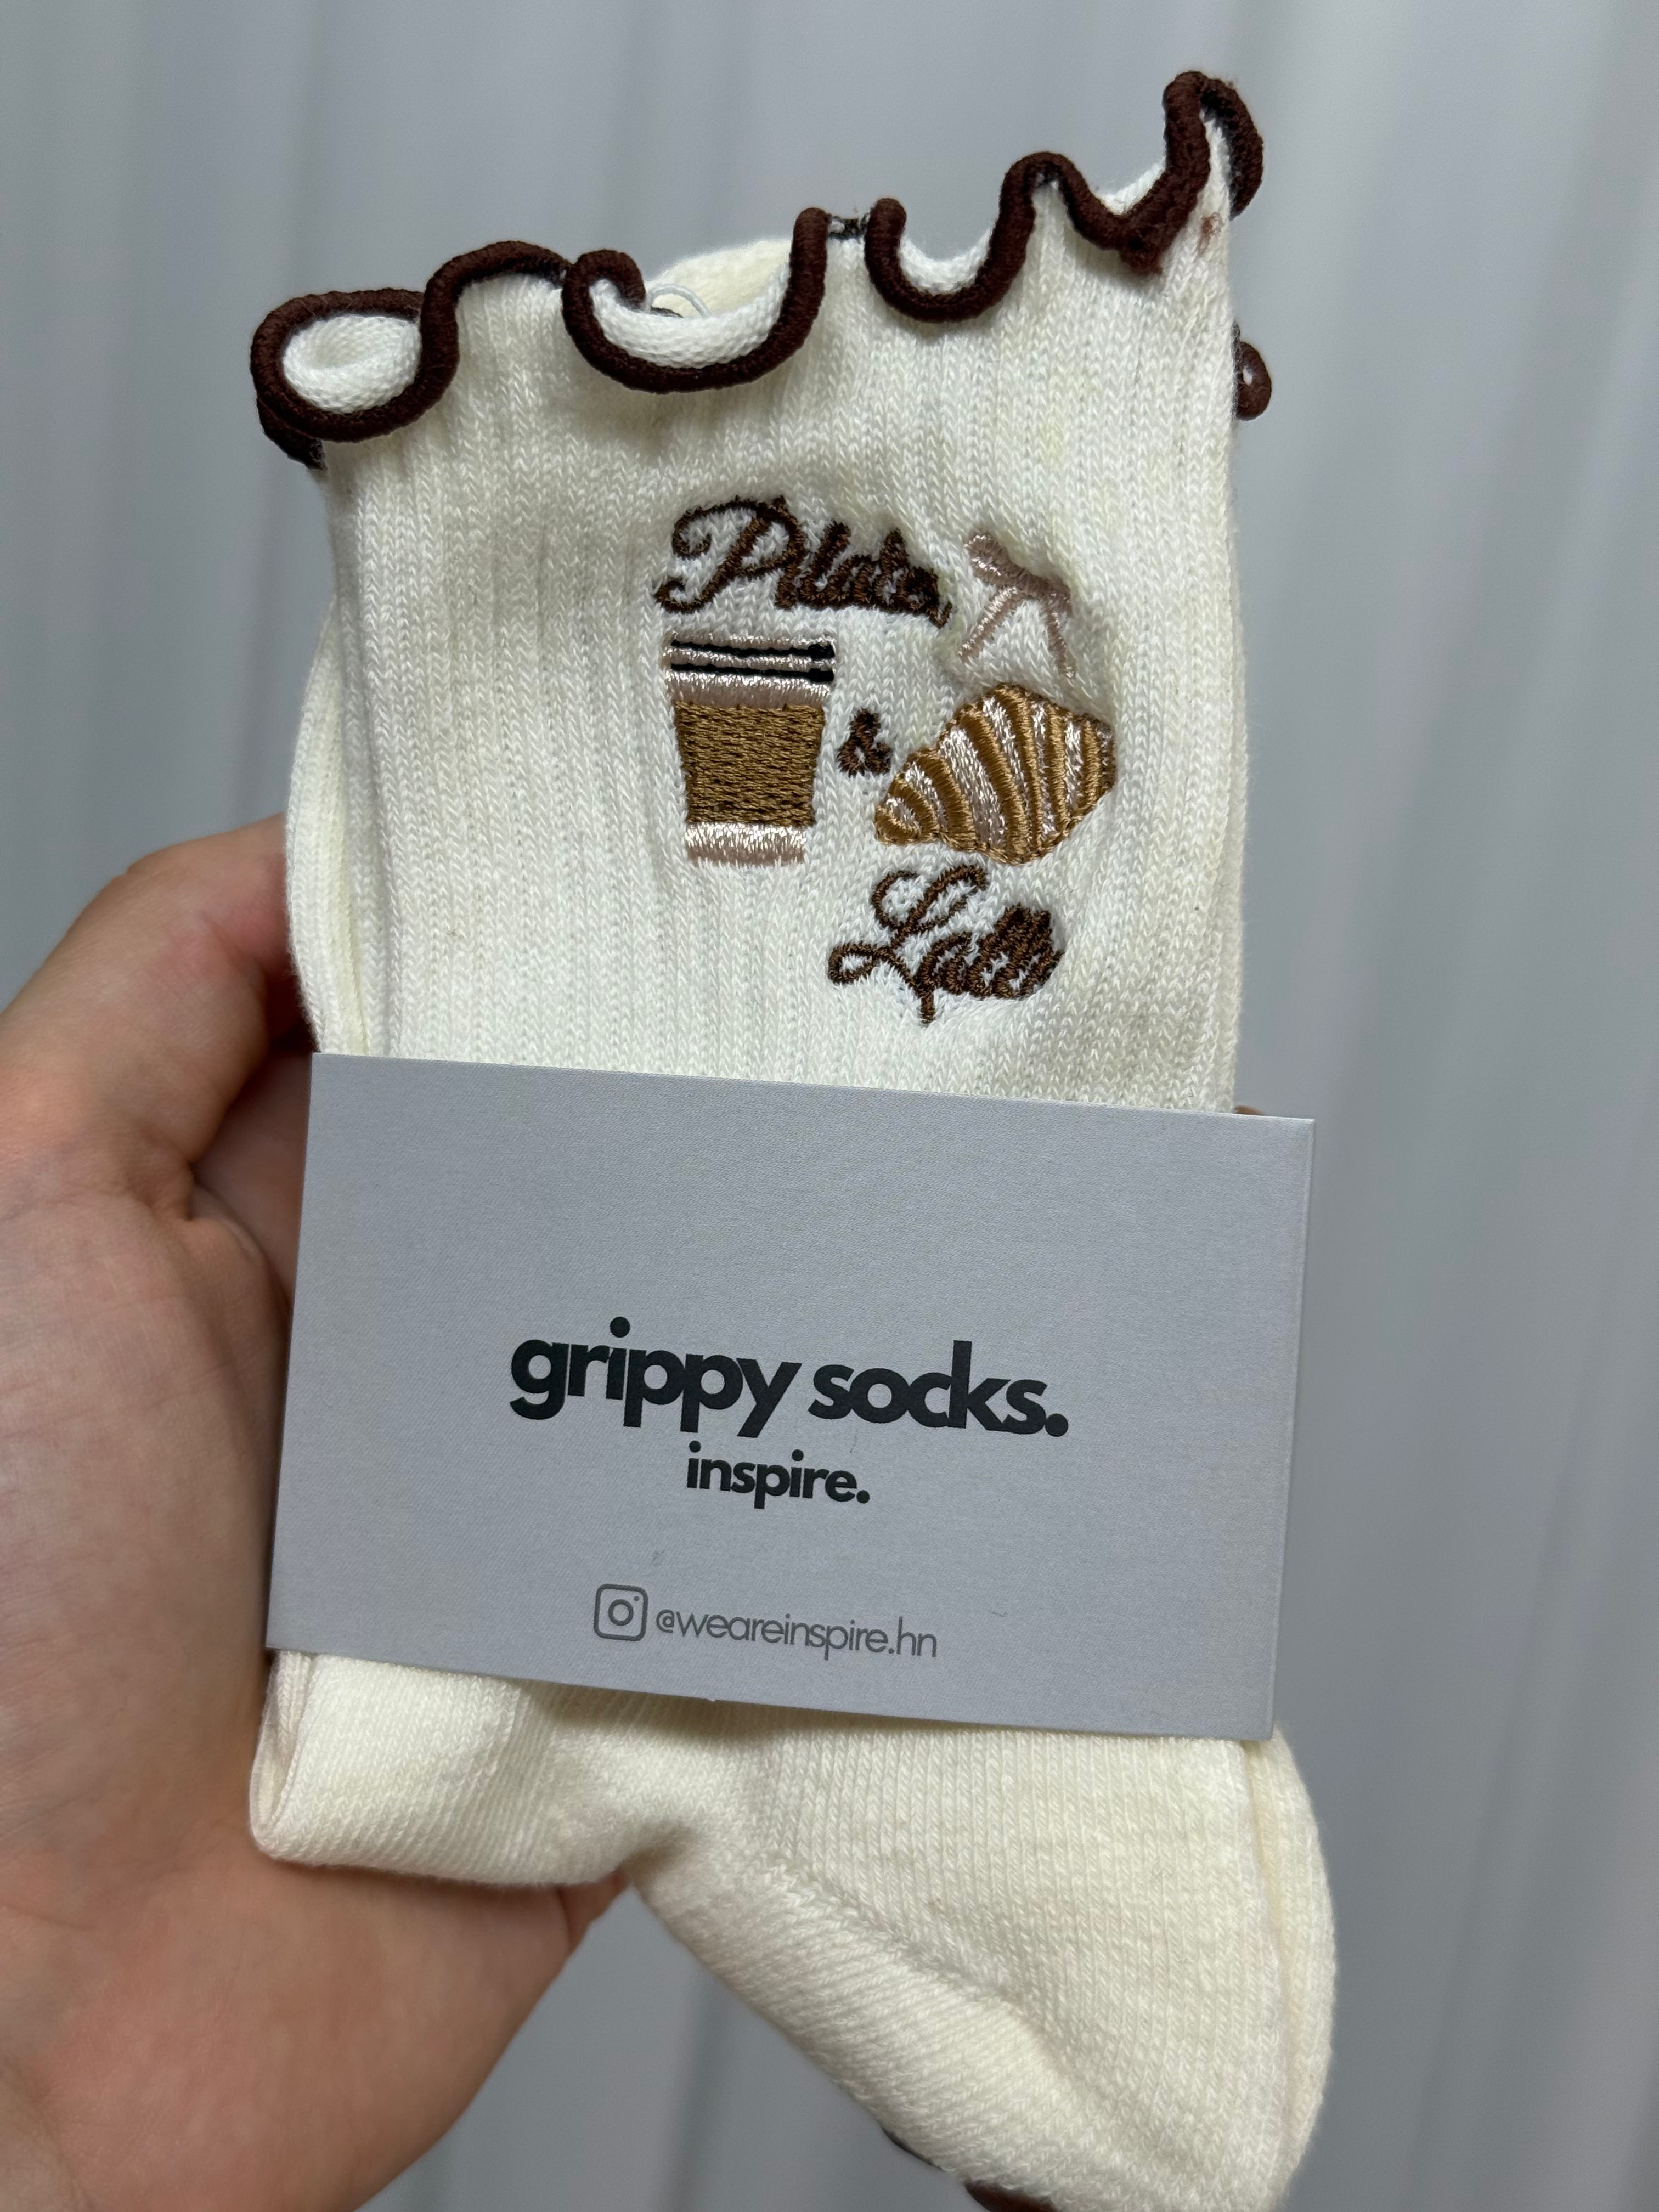 Pilates
&
Latte
grippy socks.
inspire.
@weareinspire.hn